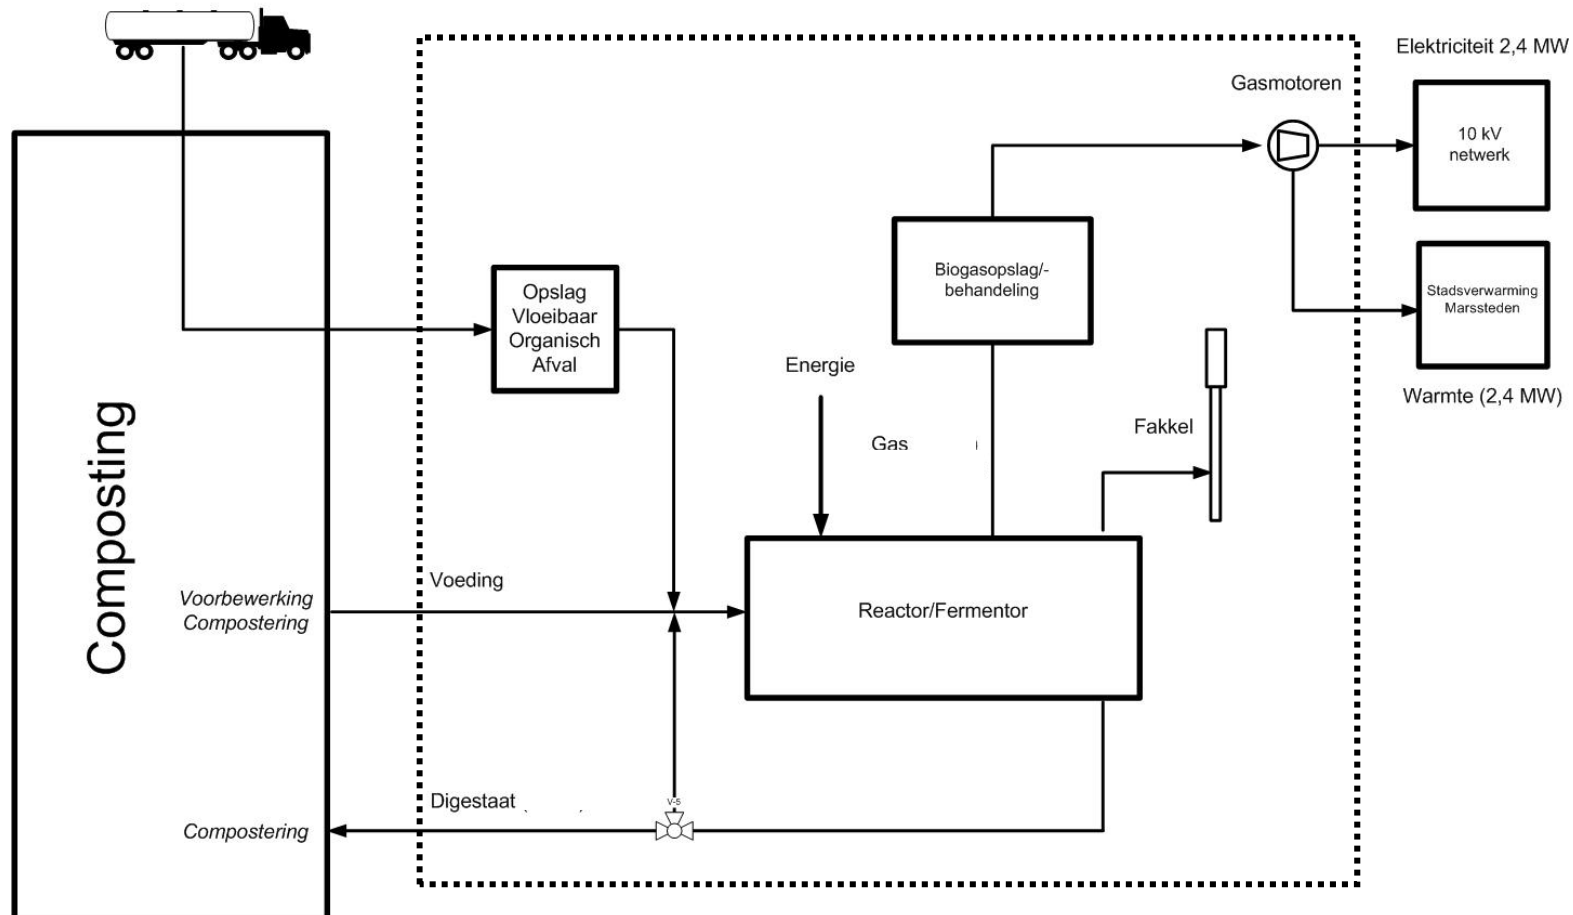 Elektriciteit 2,4 MW
Gasmotoren
10 kV
netwerk
Biogasopslag/-
behandeling
Stadsverwarming
Marssteden
Opslag
Vloeibaar
Organisch
Afval
Energie
Warmte (2,4 MW)
Gas
Fakkel
Composting
Voeding
Voorbewerking
Compostering
Reactor/Fermentor
Digestaat
V-5
Compostering